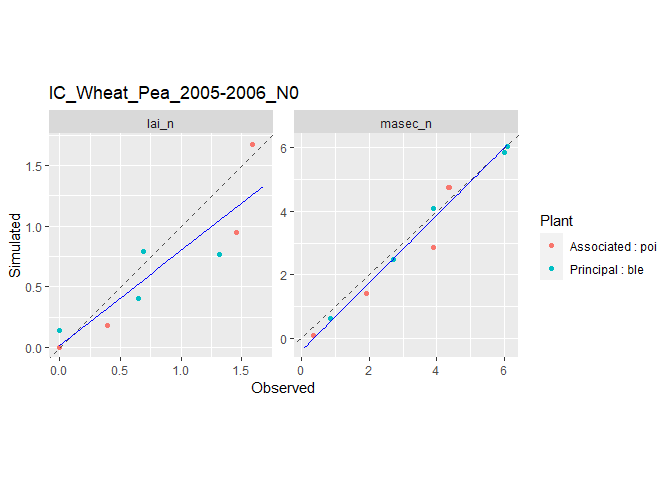 IC_Wheat_Pea_2005-2006_N0
lai_n
masec_n
1.5
1.0
0.5
0.0
6
4
2
0
Simulated
0.0 0.5 1.0 1.5
0 2 4 6
Observed
Plant
Associated : poi
Principal : ble